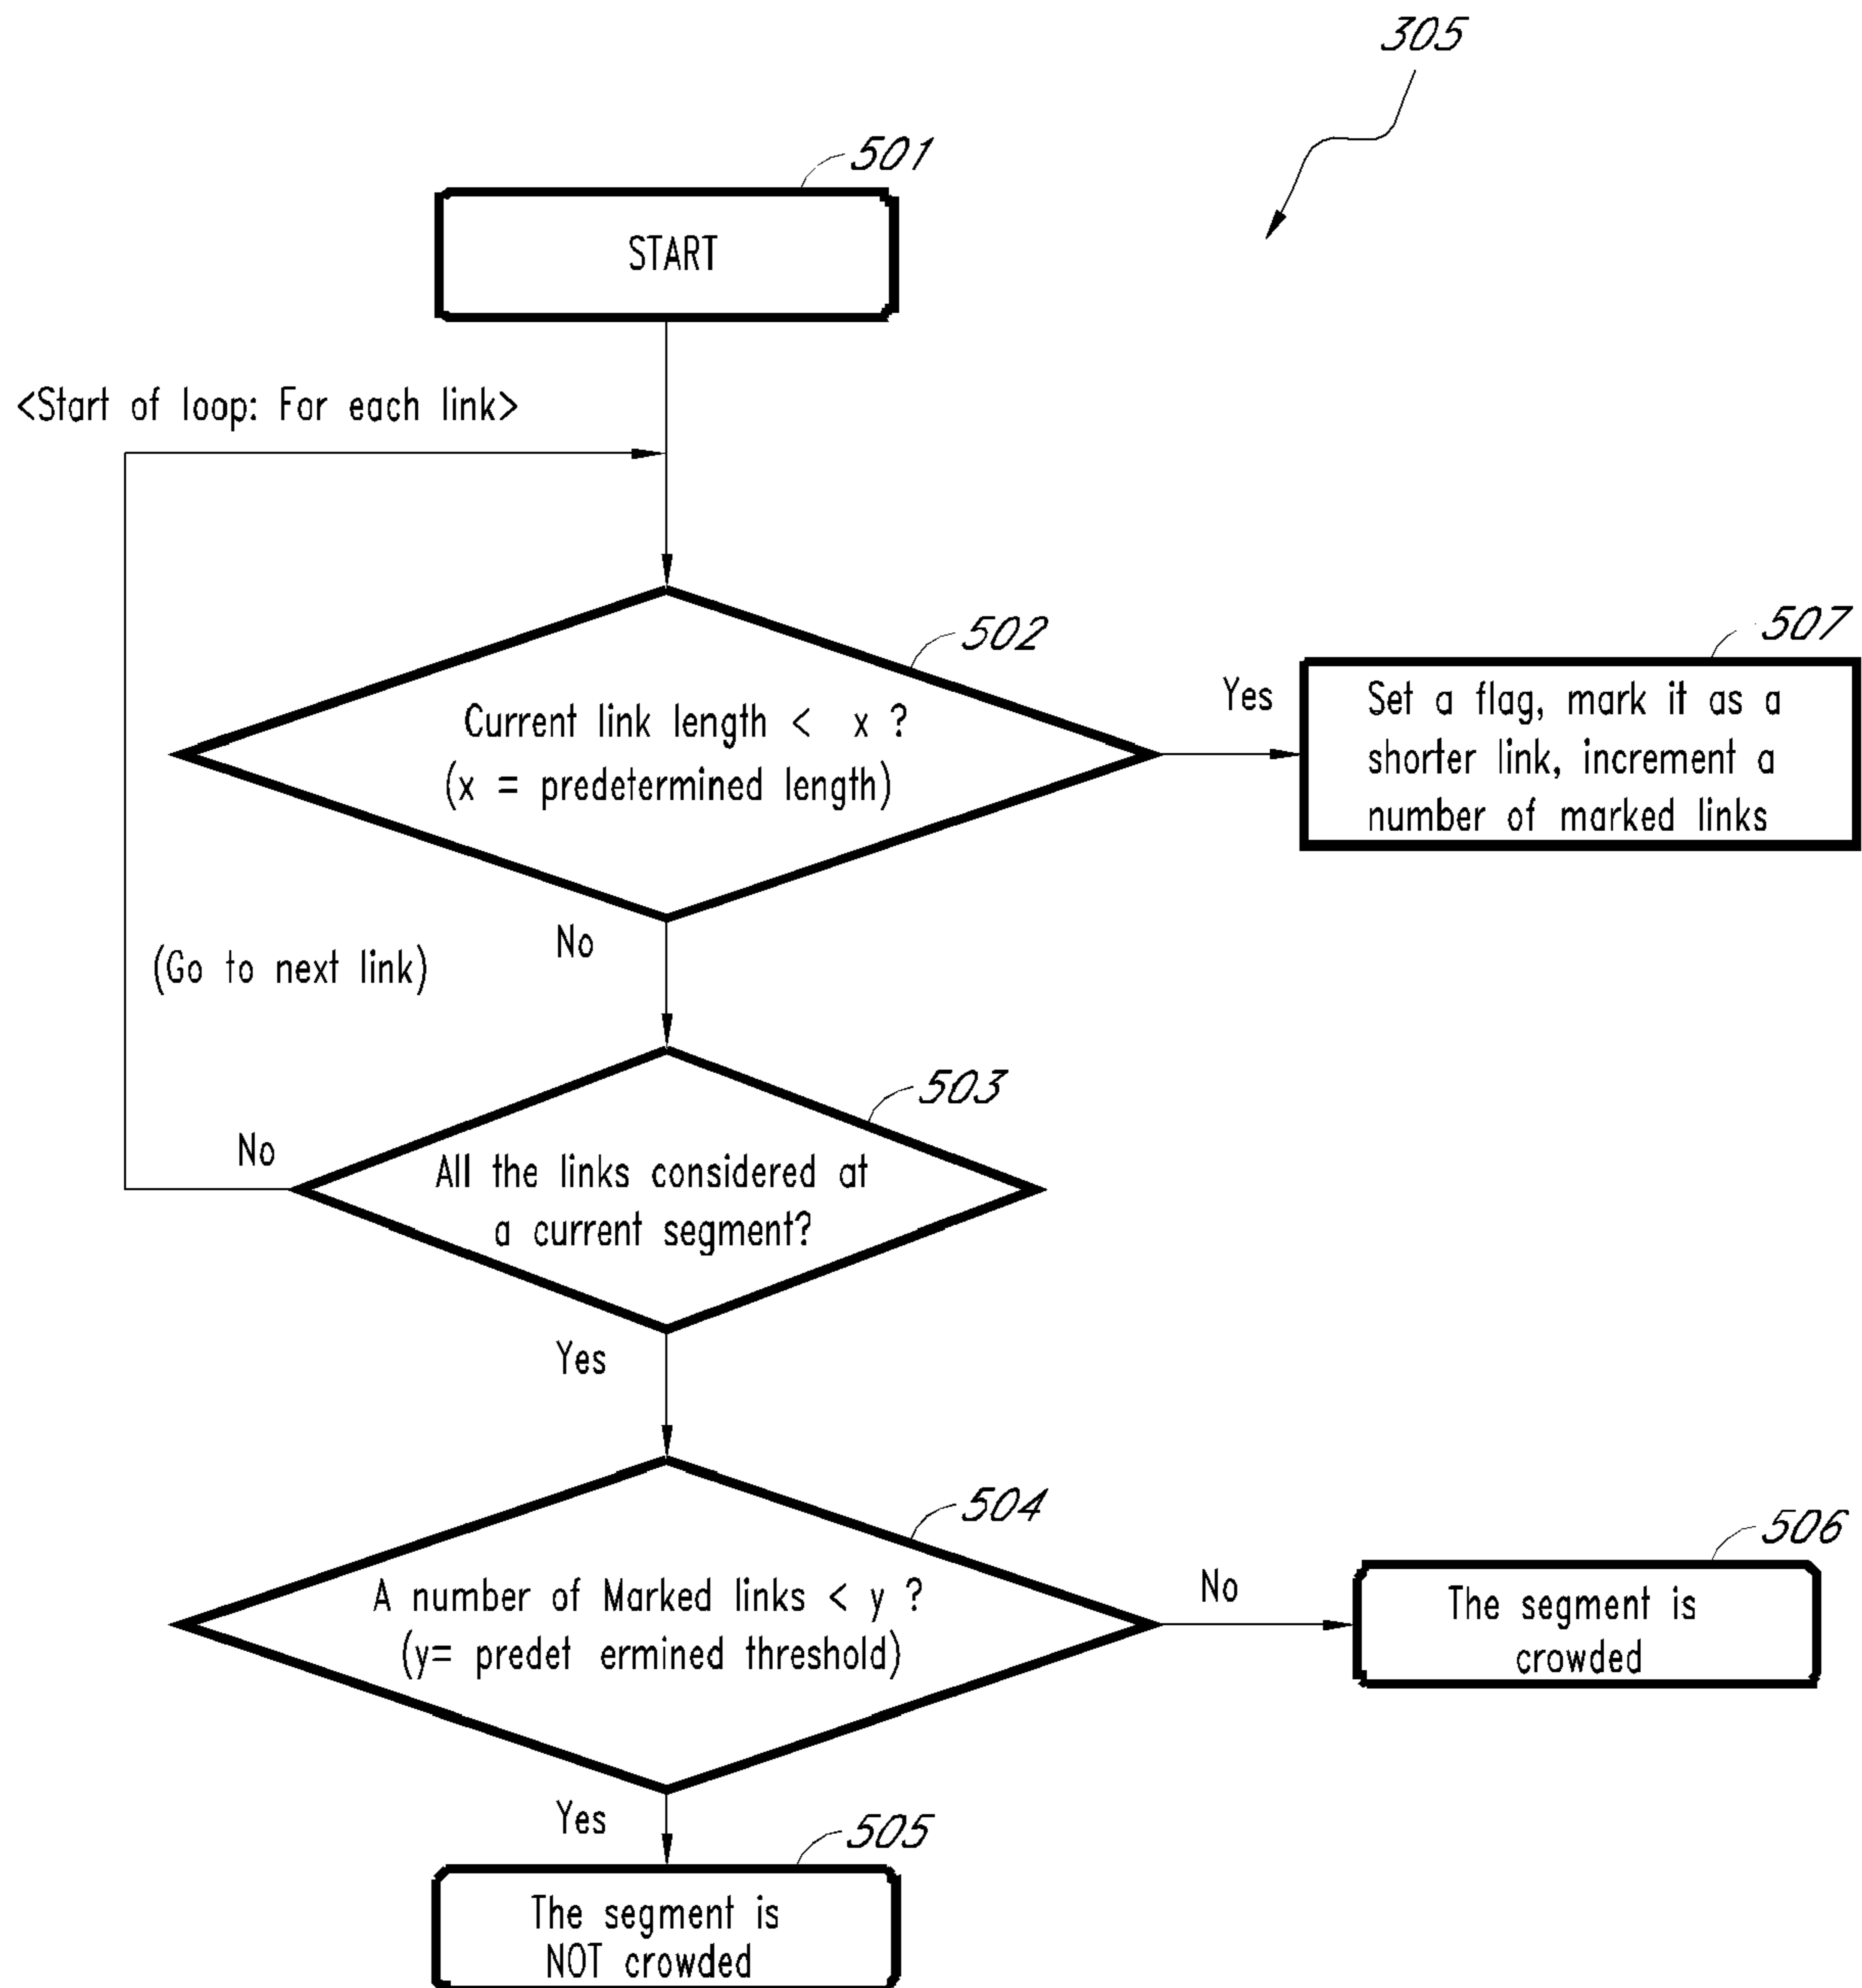 305
501
START
<Start of loop: For each link>
502
507
Current link length < x ?
(x = predetermined length)
Yes
Set a flag, mark it as a
shorter link, increment a
number of marked links
No
(Go to next link)
503
No
All the links considered at
a current segment?
Yes
504
506
A number of Marked links < y ?
(y= predet ermined threshold)
No
The segment is
crowded
Yes
505
The segment is
NOT crowded